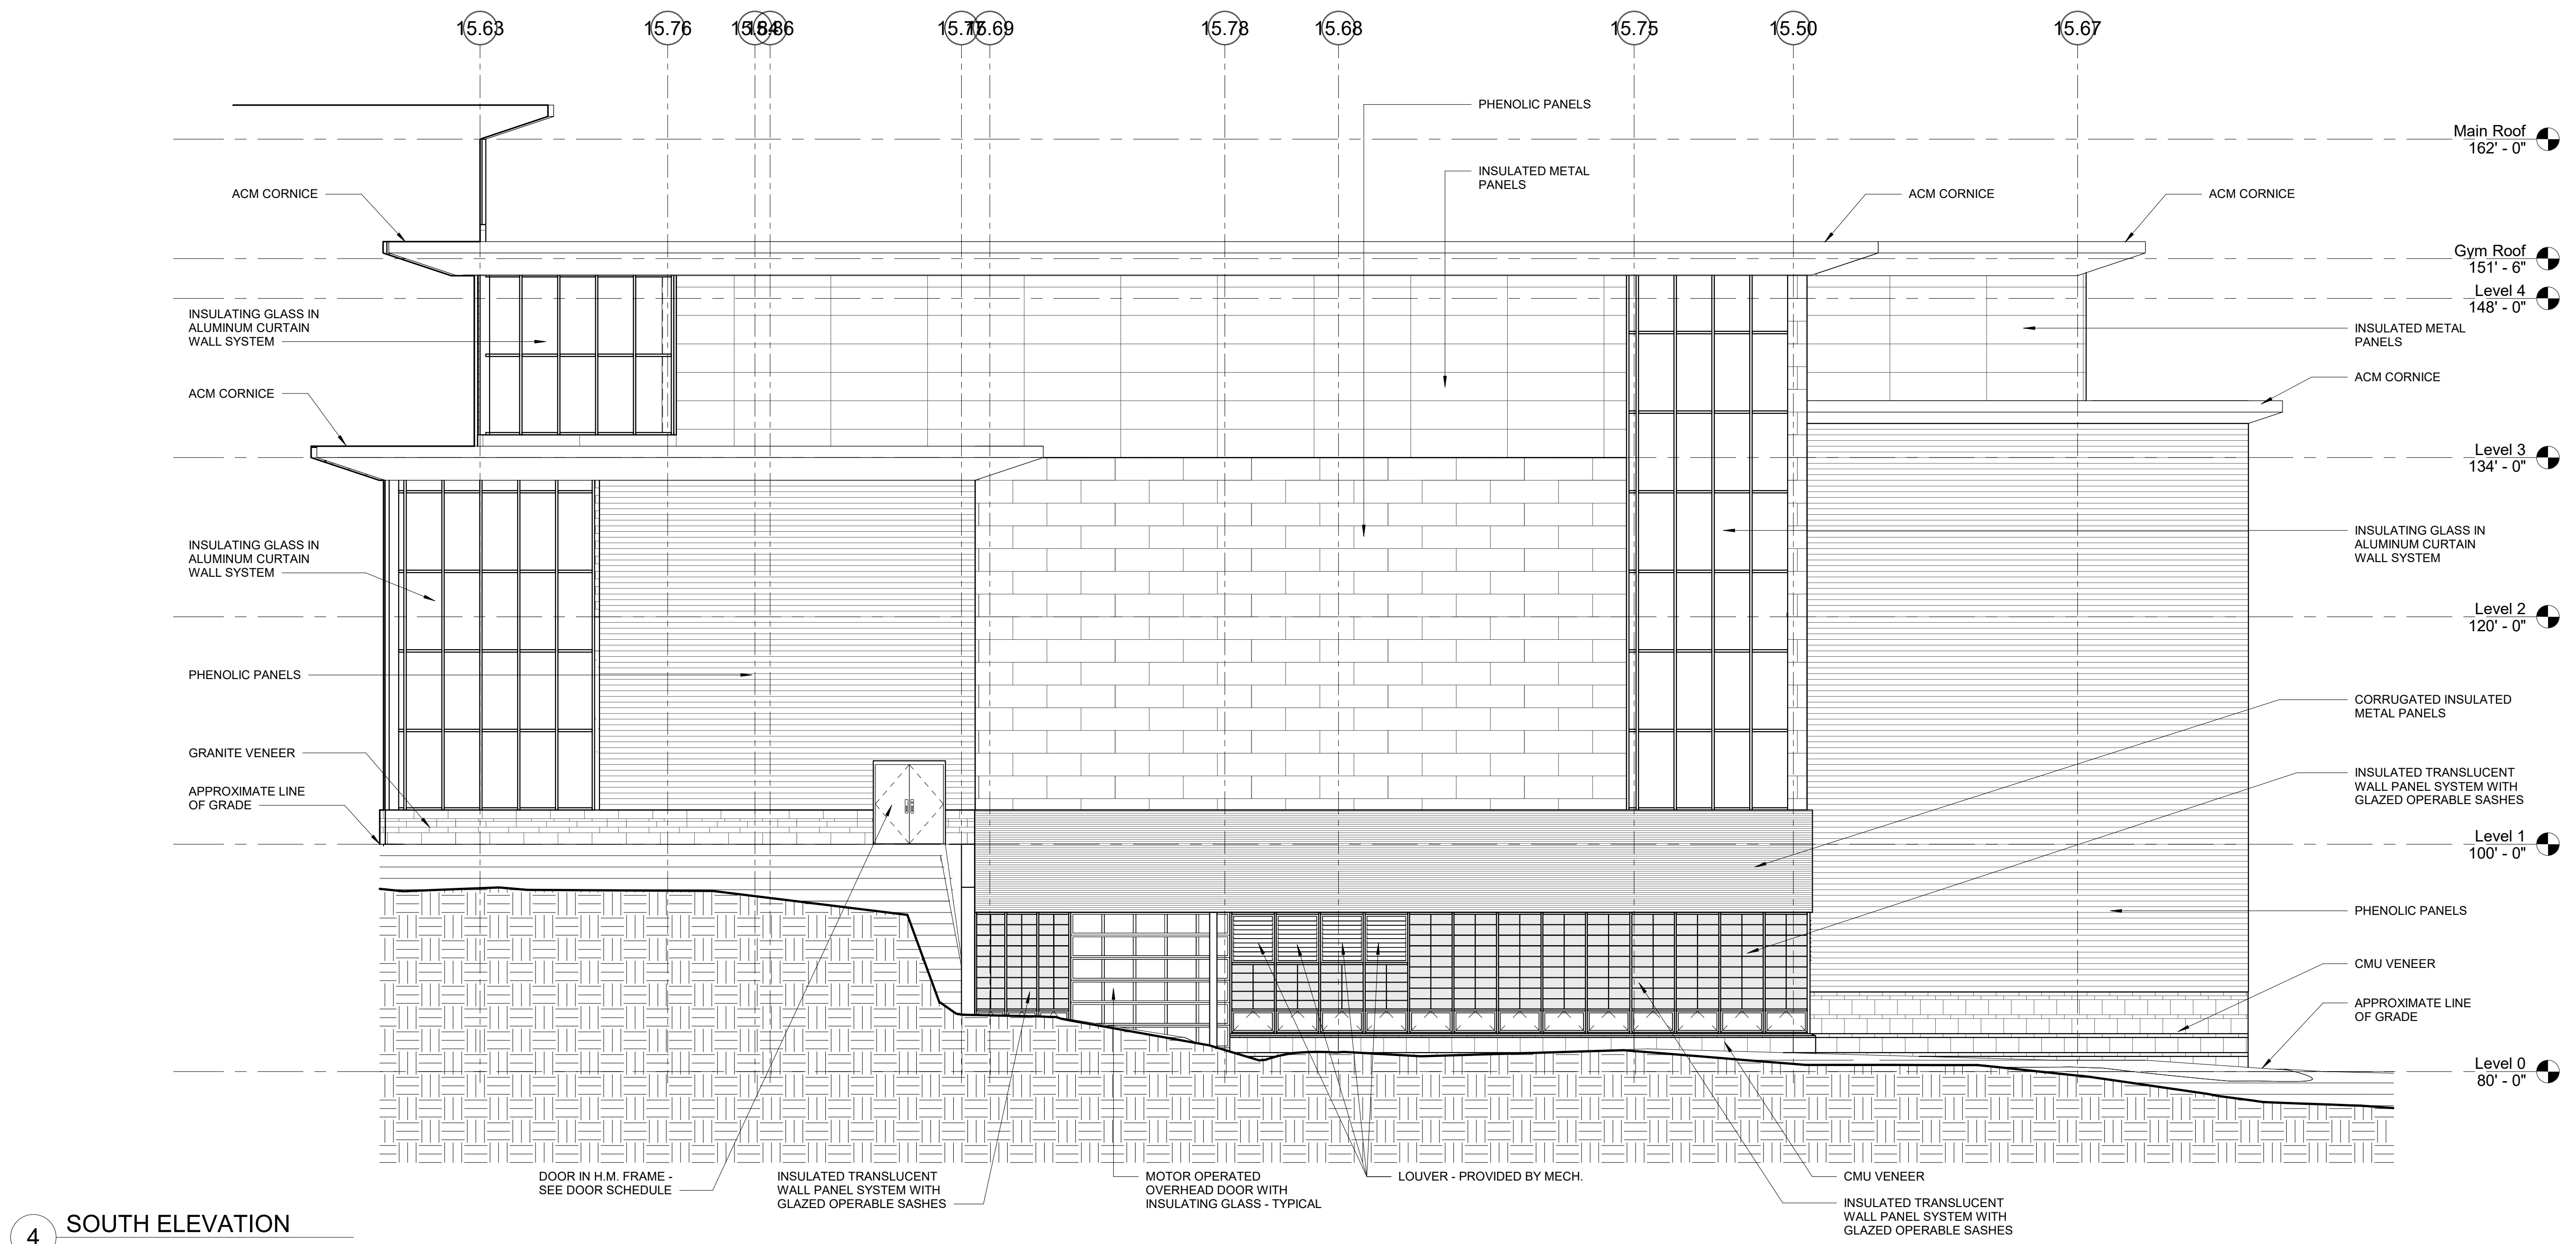 15.63
15.76
15.86
15.69
15.78
15.68
15.75
15.50
15.67
PHENOLIC PANELS
Main Roof
162' - 0"
INSULATED METAL
PANELS
ACM CORNICE
ACM CORNICE
ACM CORNICE
Gym Roof
151' - 6"
Level 4
148' - 0"
INSULATING GLASS IN
ALUMINUM CURTAIN
WALL SYSTEM
INSULATED METAL
PANELS
ACM CORNICE
ACM CORNICE
Level 3
134' - 0"
INSULATING GLASS IN
ALUMINUM CURTAIN
WALL SYSTEM
INSULATING GLASS IN
ALUMINUM CURTAIN
WALL SYSTEM
Level 2
120' - 0"
PHENOLIC PANELS
CORRUGATED INSULATED
METAL PANELS
GRANITE VENEER
INSULATED TRANSLUCENT
WALL PANEL SYSTEM WITH
GLAZED OPERABLE SASHES
APPROXIMATE LINE
OF GRADE
Level 1
100' - 0"
PHENOLIC PANELS
CMU VENEER
APPROXIMATE LINE
OF GRADE
Level 0
80' - 0"
DOOR IN H.M. FRAME -
SEE DOOR SCHEDULE
INSULATED TRANSLUCENT
WALL PANEL SYSTEM WITH
GLAZED OPERABLE SASHES
MOTOR OPERATED
OVERHEAD DOOR WITH
INSULATING GLASS - TYPICAL
LOUVER - PROVIDED BY MECH.
CMU VENEER
INSULATED TRANSLUCENT
WALL PANEL SYSTEM WITH
GLAZED OPERABLE SASHES
4
SOUTH ELEVATION